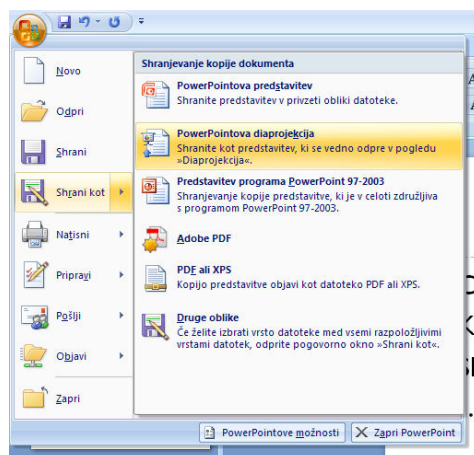 Novo
Odpri
Shrani
Shrani kot
Natisni
Pripravi
Pošlji
Objavi
Zapri
Shranjevanje kopije dokumenta
PowerPointova predstavitev
Shranite predstavitev v privzeti obliki datoteke.
PowerPointova diaprojekcija
Shranite kot predstavitev, ki se vedno odpre v pogledu
»Diaprojekcija«.
Predstavitev programa PowerPoint 97-2003
Shranjevanje kopije predstavitve, ki je v celoti združljiva
s programom PowerPoint 97-2003.
Adobe PDF
PDF ali XPS
Kopijo predstavitve objavi kot datoteko PDF ali XPS.
Druge oblike
Če želite izbrati vrsto datoteke med vsemi razpoložljivimi
vrstami datotek, odprite pogovorno okno »Shrani kot«.
PowerPointove možnosti
Zapri PowerPoint